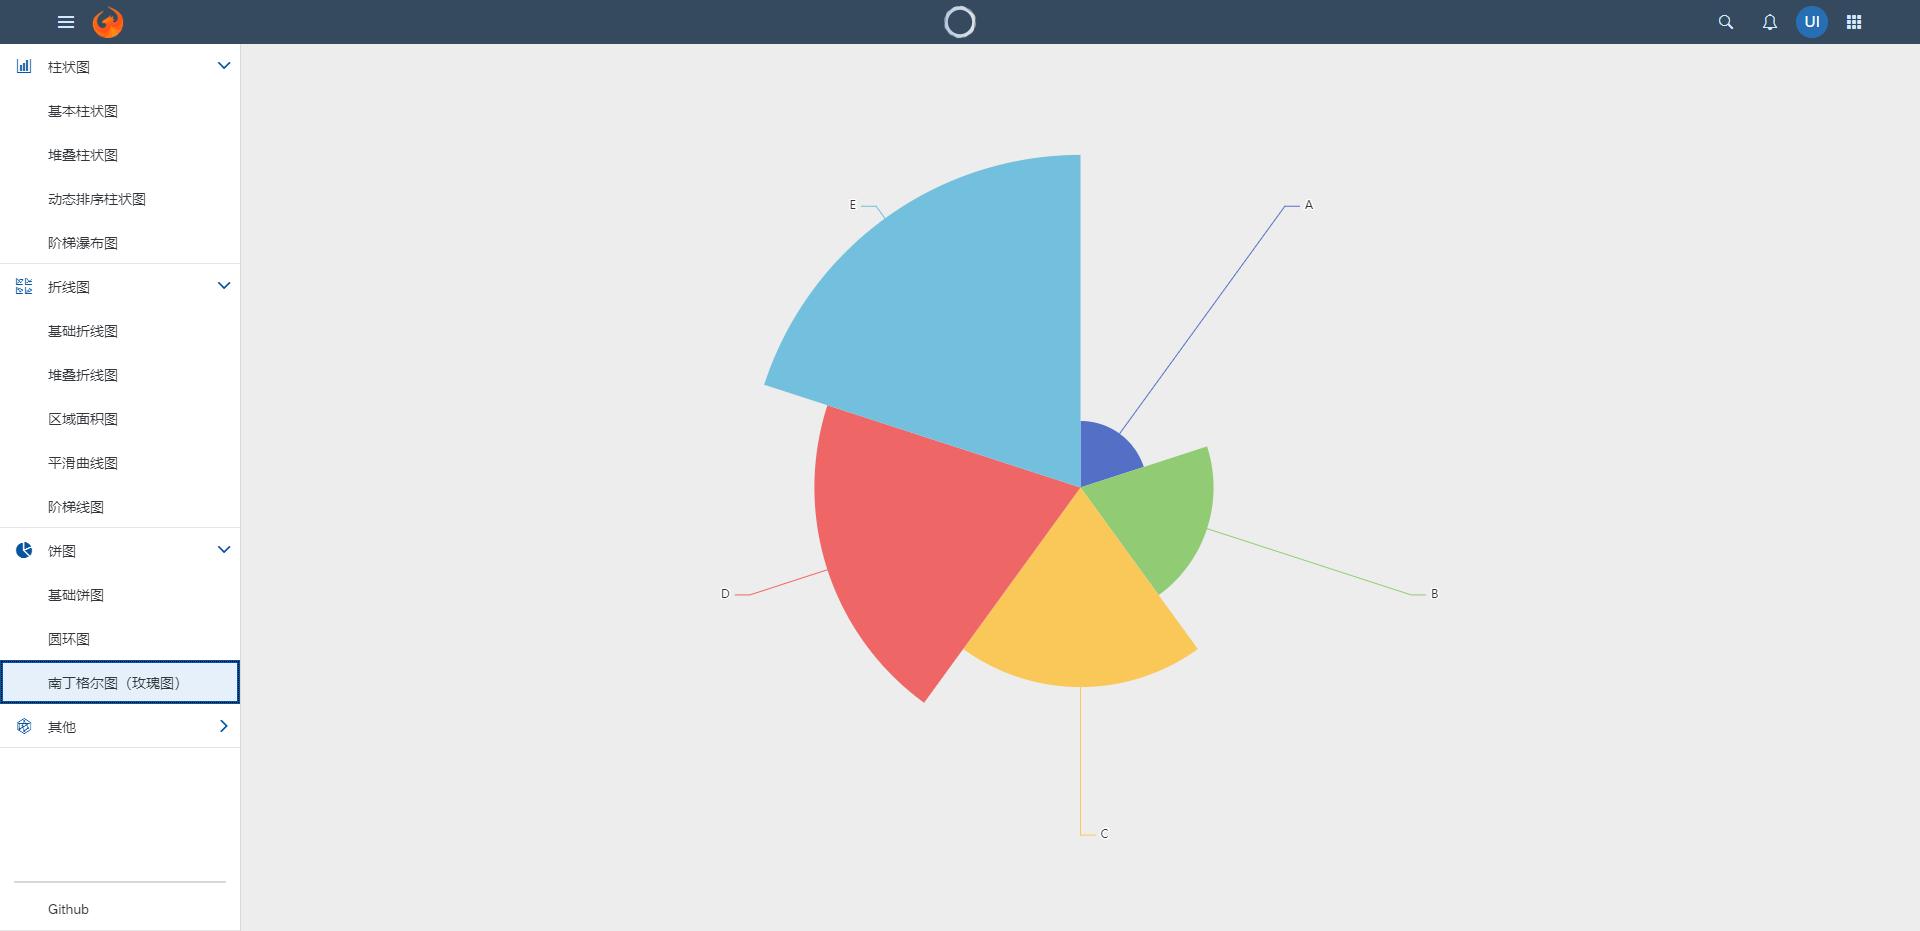 UI
柱状图
基本柱状图
堆叠柱状图
动态排序柱状图
阶梯瀑布图
折线图
基础折线图
堆叠折线图
区域面积图
平滑曲线图
阶梯线图
饼图
基础饼图
圆环图
南丁格尔图（玫瑰图）
其他
Github
E
A
D
B
C